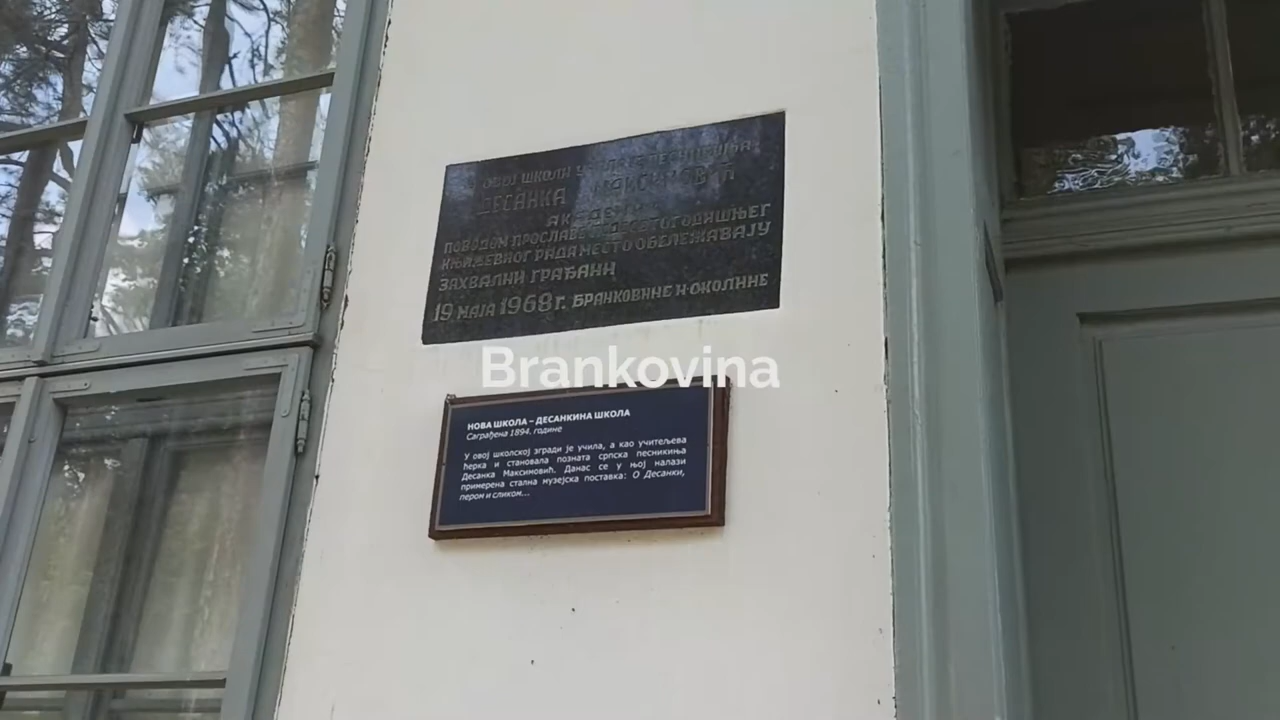 ОВОЈ ШКОЛИ У
ДЕСАНКА МАКСИМОВИЋ
ПОВОДОМ ПРОСЛАВЕ
КЊИЖЕВНОГ РАДА МЕСТО ОБЕЛЕЖАВАЈУ
ЗАХВАЛНИ ГРАЂАНИ
19 МАЈА 1968 г. БРАНКОВИНЕ И ОКОЛИНЕ
Brankovina
НОВА ШКОЛА – ДЕСАНКИНА ШКОЛА
Саграђена 1894. године
У овој школској згради је учила, а као учитељева
ћерка и становала позната српска песникиња
Десанка Максимовић. Данас се у њој налази
примерена стална музејска поставка: О Десанки,
пером и сликом...